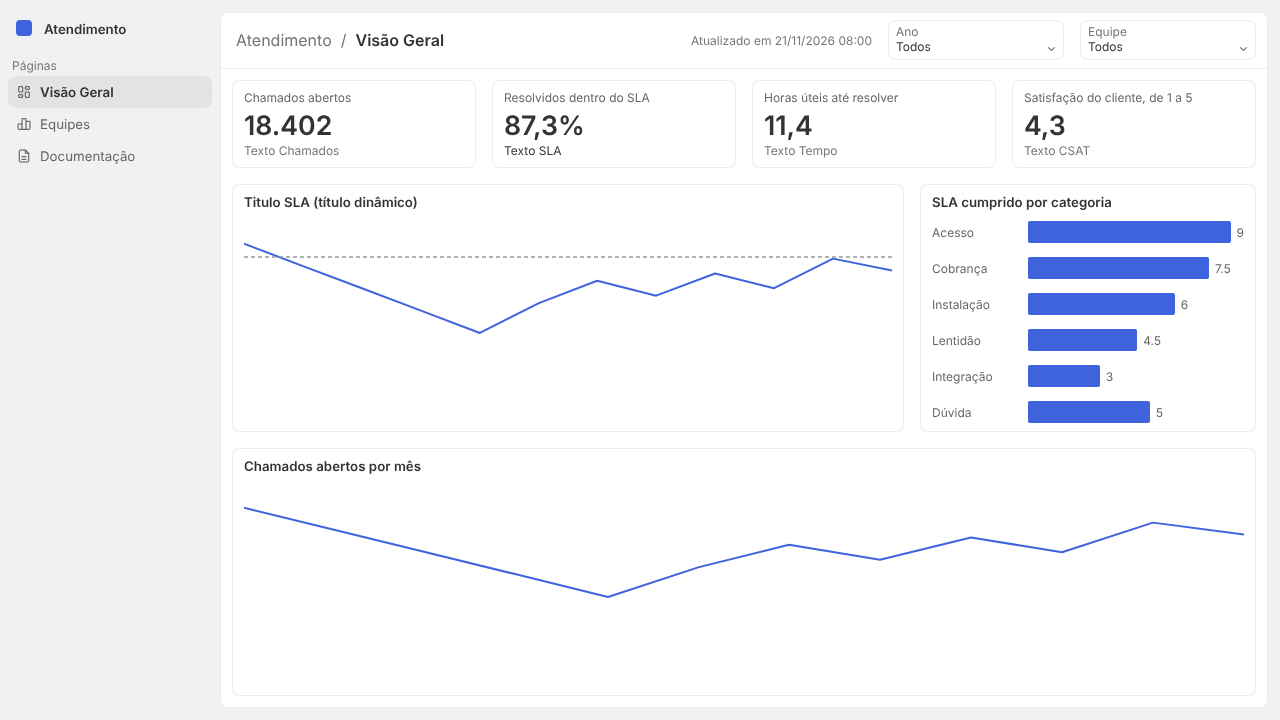 Atendimento
Páginas
Visão Geral
Equipes
Documentação
Atendimento / Visão Geral
Atualizado em 21/11/2026 08:00
Ano
Todos
Equipe
Todos
Chamados abertos
18.402
Texto Chamados
Resolvidos dentro do SLA
87,3%
Texto SLA
Horas úteis até resolver
11,4
Texto Tempo
Satisfação do cliente, de 1 a 5
4,3
Texto CSAT
Titulo SLA (título dinâmico)
SLA cumprido por categoria
Acesso 9
Cobrança 7.5
Instalação 6
Lentidão 4.5
Integração 3
Dúvida 5
Chamados abertos por mês